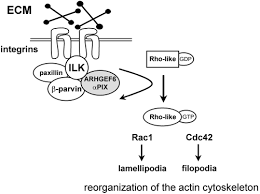 ECM
integrins
ILK
paxillin
β-parvin
ARHGEF6
αPIX
Rho-like GDP
Rho-like GTP
Rac1 Cdc42
lamellipodia filopodia
reorganization of the actin cytoskeleton